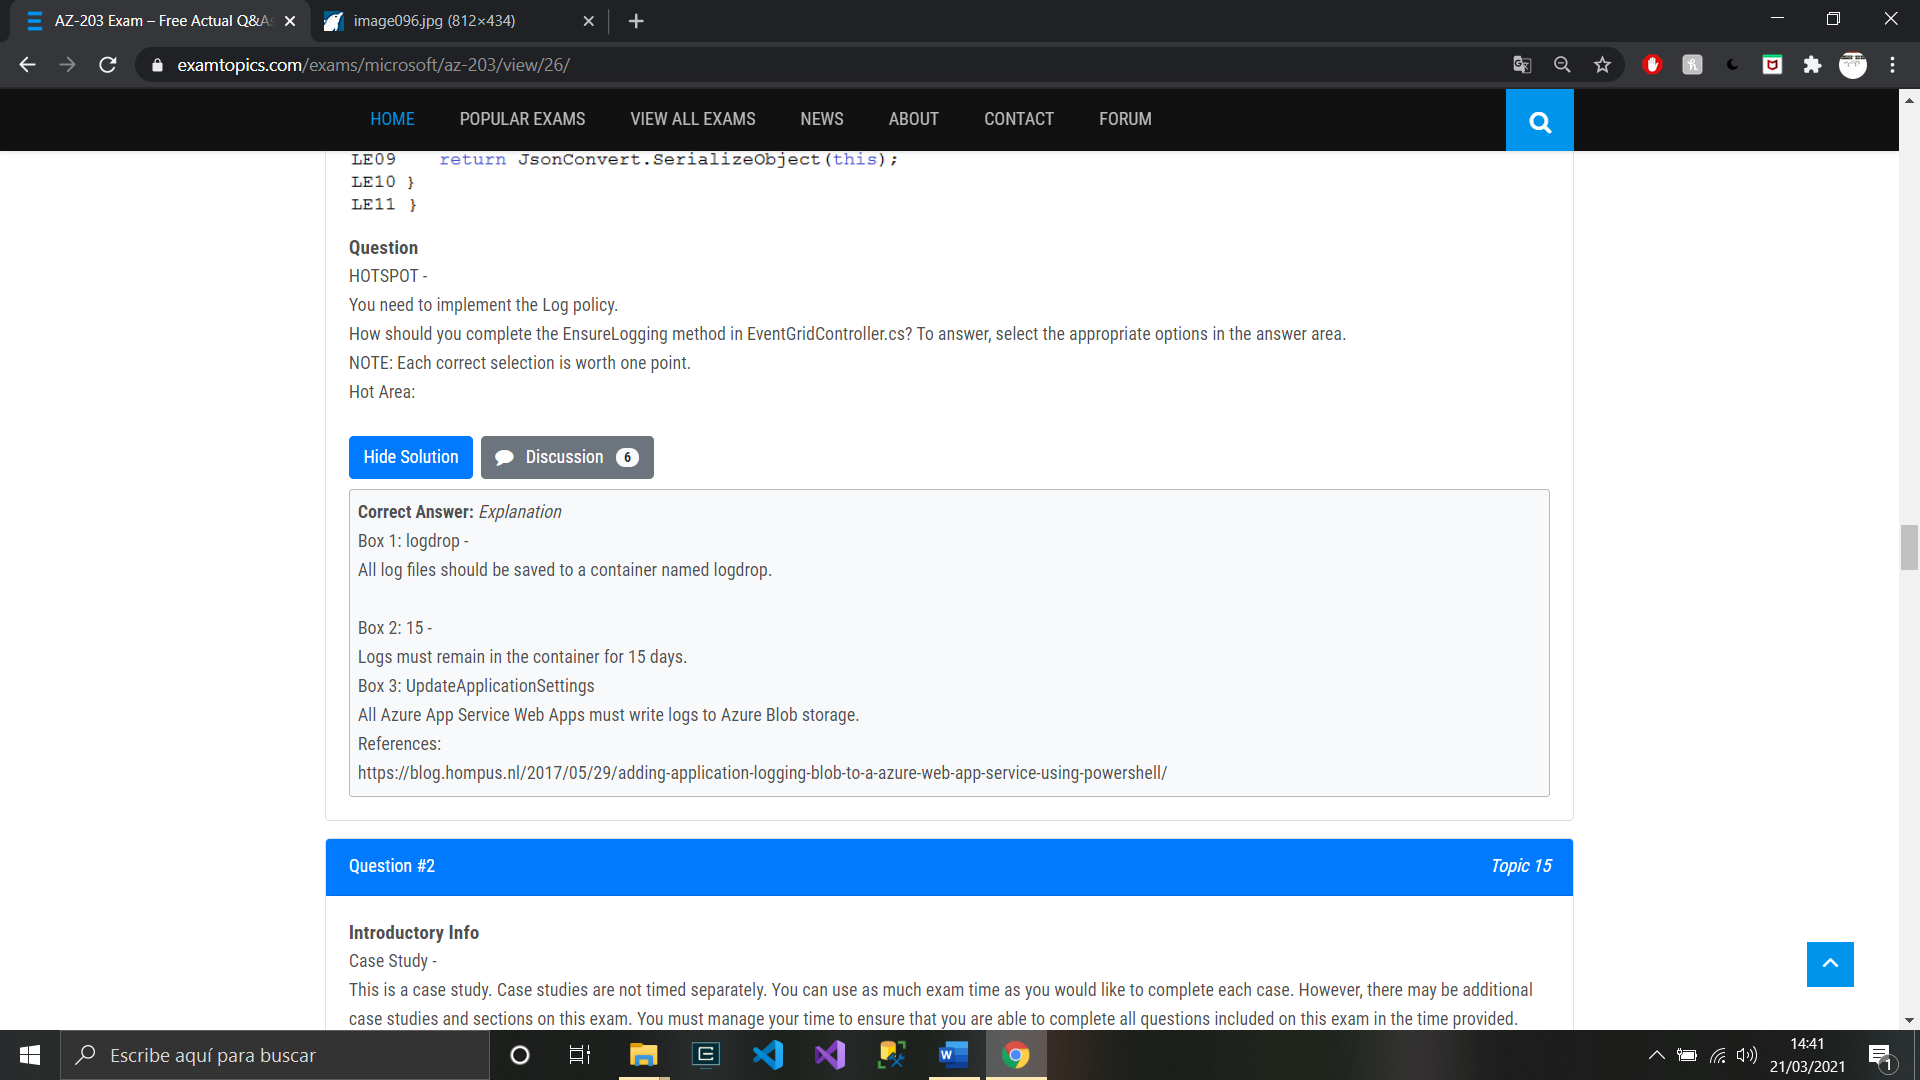 AZ-203 Exam – Free Actual Q&As
image096.jpg (812×434)
examtopics.com/exams/microsoft/az-203/view/26/
HOME POPULAR EXAMS VIEW ALL EXAMS NEWS ABOUT CONTACT FORUM
LE09 return JsonConvert.SerializeObject(this);
LE10 }
LE11 }
Question
HOTSPOT -
You need to implement the Log policy.
How should you complete the EnsureLogging method in EventGridController.cs? To answer, select the appropriate options in the answer area.
NOTE: Each correct selection is worth one point.
Hot Area:
Hide Solution Discussion 6
Correct Answer: Explanation
Box 1: logdrop -
All log files should be saved to a container named logdrop.
Box 2: 15 -
Logs must remain in the container for 15 days.
Box 3: UpdateApplicationSettings
All Azure App Service Web Apps must write logs to Azure Blob storage.
References:
https://blog.hompus.nl/2017/05/29/adding-application-logging-blob-to-a-azure-web-app-service-using-powershell/
Question #2 Topic 15
Introductory Info
Case Study -
This is a case study. Case studies are not timed separately. You can use as much exam time as you would like to complete each case. However, there may be additional
case studies and sections on this exam. You must manage your time to ensure that you are able to complete all questions included on this exam in the time provided.
Escribe aquí para buscar
14:41
21/03/2021
1